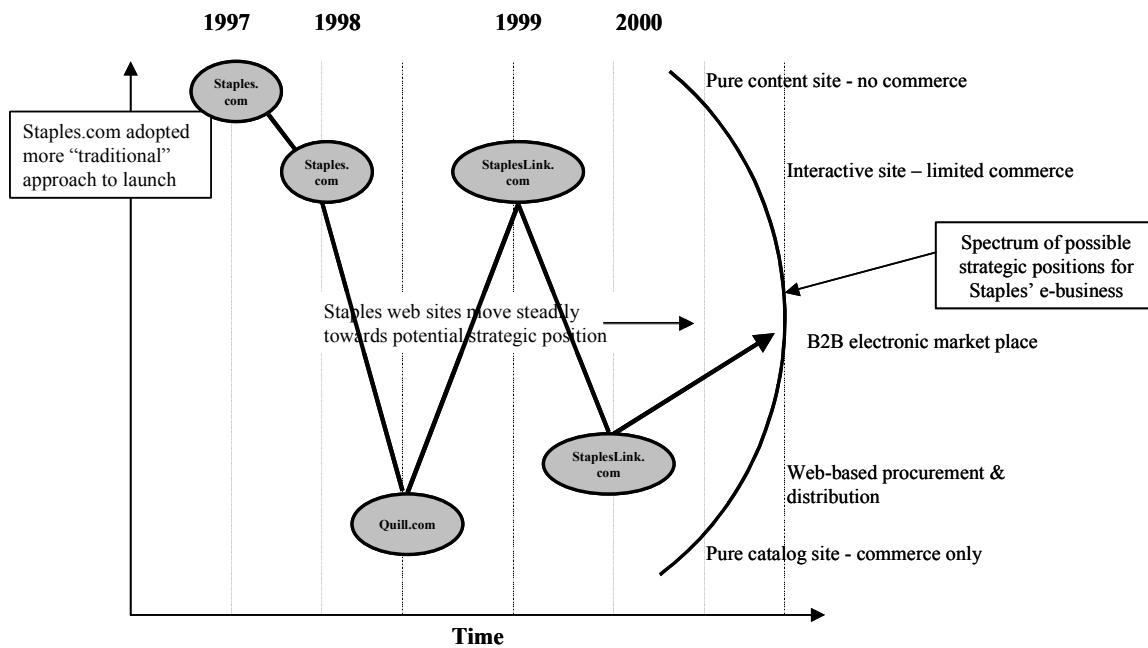 1997 1998 1999 2000
Staples.
com
Pure content site - no commerce
Staples.com adopted
more “traditional”
approach to launch
Staples.
com
StaplesLink.
com
Interactive site – limited commerce
Spectrum of possible
strategic positions for
Staples’ e-business
Staples web sites move steadily
towards potential strategic position
B2B electronic market place
StaplesLink.
com
Web-based procurement &
distribution
Quill.com
Pure catalog site - commerce only
Time